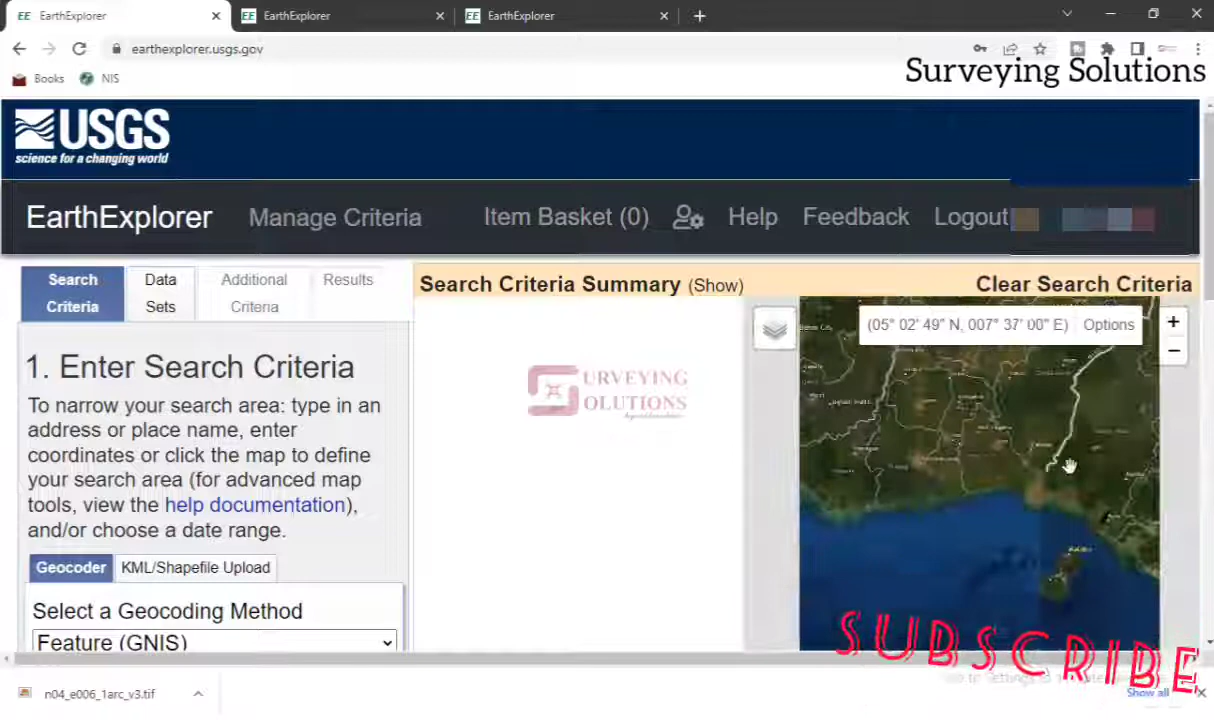 EE EarthExplorer
EE EarthExplorer
EE EarthExplorer
earthexplorer.usgs.gov
Books NIS
Surveying Solutions
USGS
science for a changing world
EarthExplorer Manage Criteria Item Basket (0) Help Feedback Logout
Search Criteria
Data Sets
Additional Criteria
Results
Search Criteria Summary (Show) Clear Search Criteria
(05° 02' 49" N, 007° 37' 00" E) Options
+
−
1. Enter Search Criteria
To narrow your search area: type in an
address or place name, enter
coordinates or click the map to define
your search area (for advanced map
tools, view the help documentation),
and/or choose a date range.
URVEYING
OLUTIONS
Geocoder KML/Shapefile Upload
Select a Geocoding Method
Feature (GNIS)
SUBSCRIBE
n04_e006_1arc_v3.tif
Show all